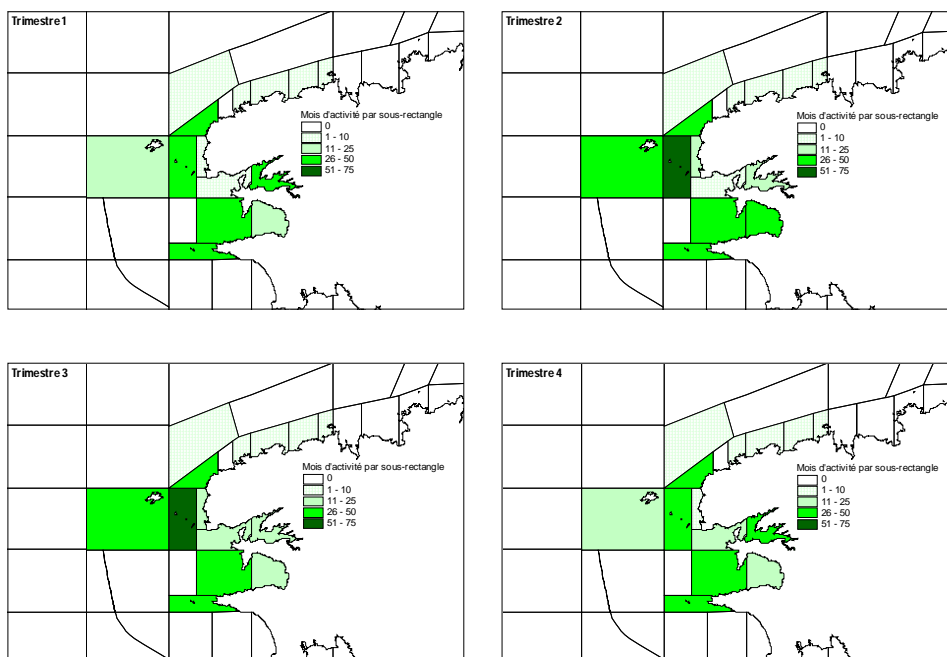 Trimestre 1
Mois d'activité par sous-rectangle
0
1 - 10
11 - 25
26 - 50
51 - 75
Trimestre 2
Mois d'activité par sous-rectangle
0
1 - 10
11 - 25
26 - 50
51 - 75
Trimestre 3
Mois d'activité par sous-rectangle
0
1 - 10
11 - 25
26 - 50
51 - 75
Trimestre 4
Mois d'activité par sous-rectangle
0
1 - 10
11 - 25
26 - 50
51 - 75